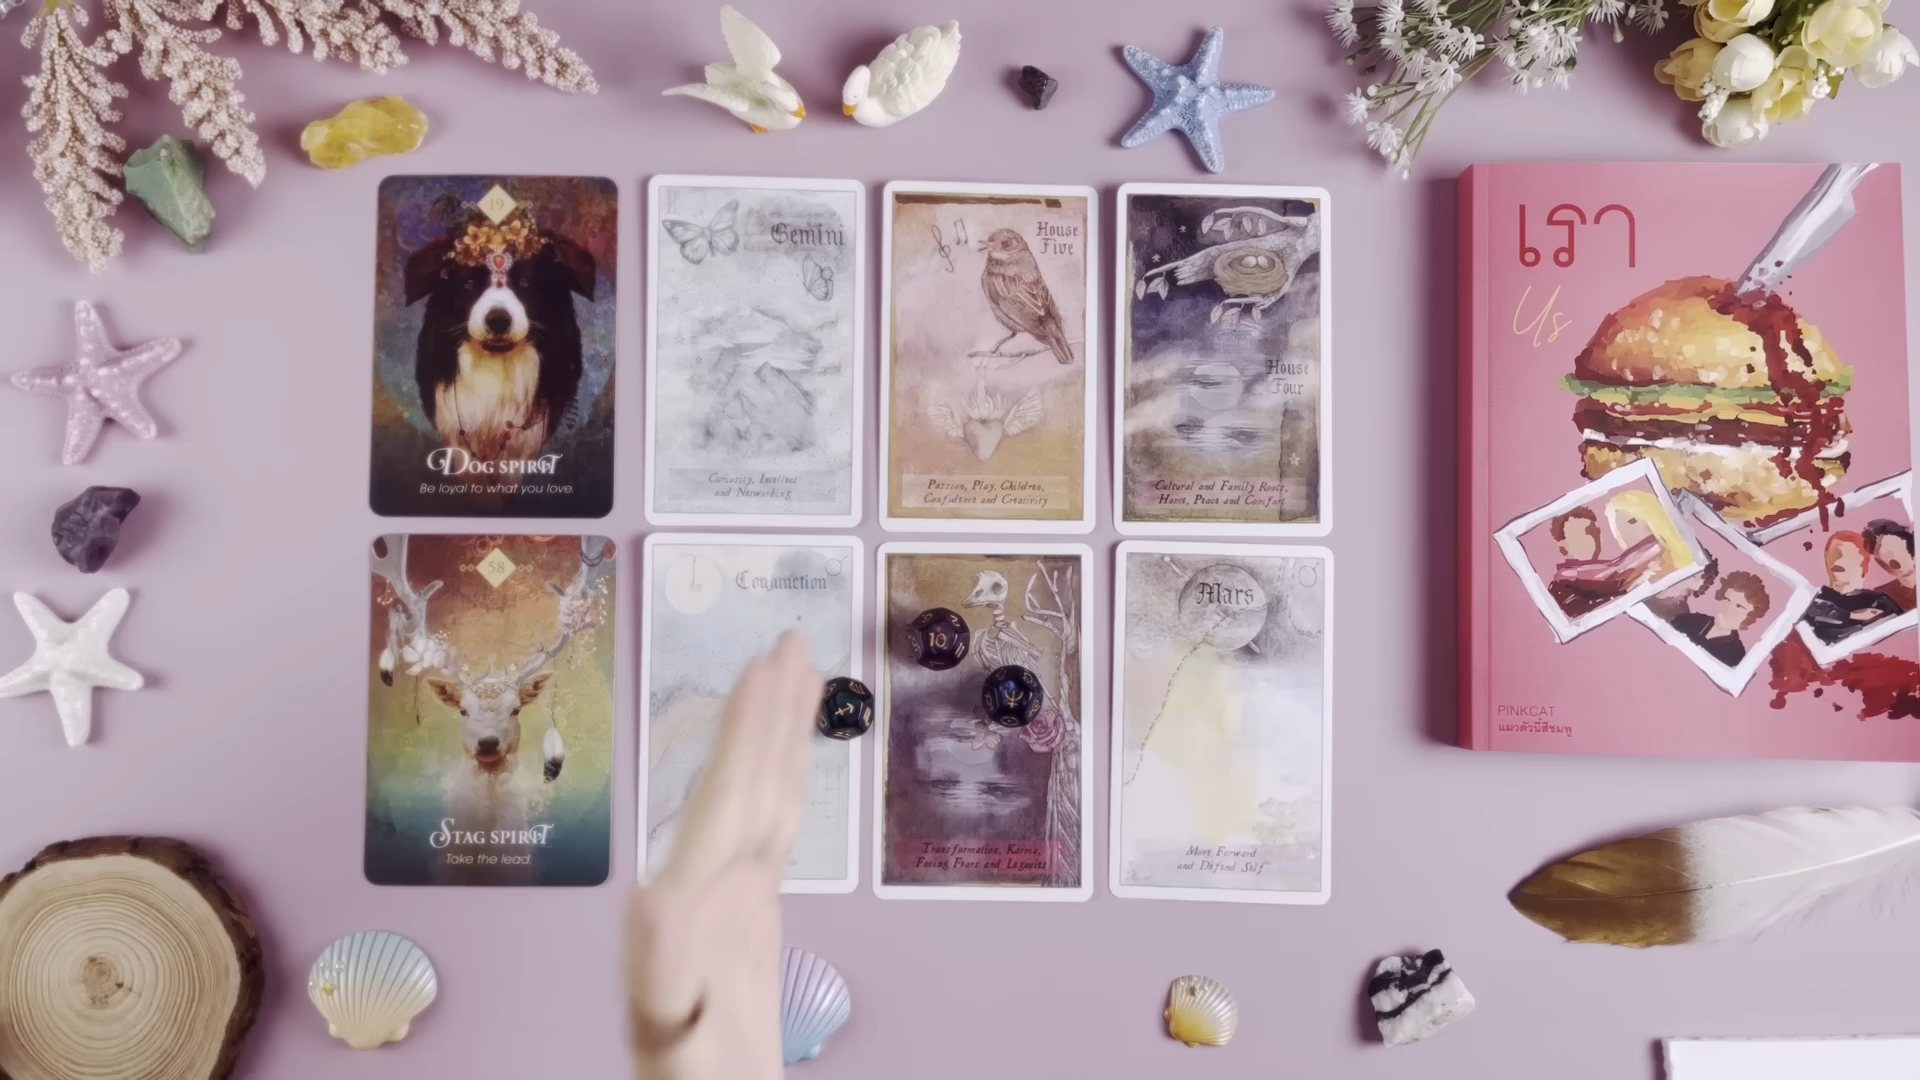 19
Dog Spirit
Be loyal to what you love.
Gemini
Curiosity, Intellect
and Networking
House
Five
Passion, Play, Children,
Confidence and Creativity
House
Four
Cultural and Family Roots,
Home, Peace and Comfort
58
Stag Spirit
Take the lead.
Conjunction
10
Transformation, Karma,
Facing Fears and Legacies
Mars
Move Forward
and Defend Self
เรา
Us
PINKCAT
แมวตัวนี้สีชมพู